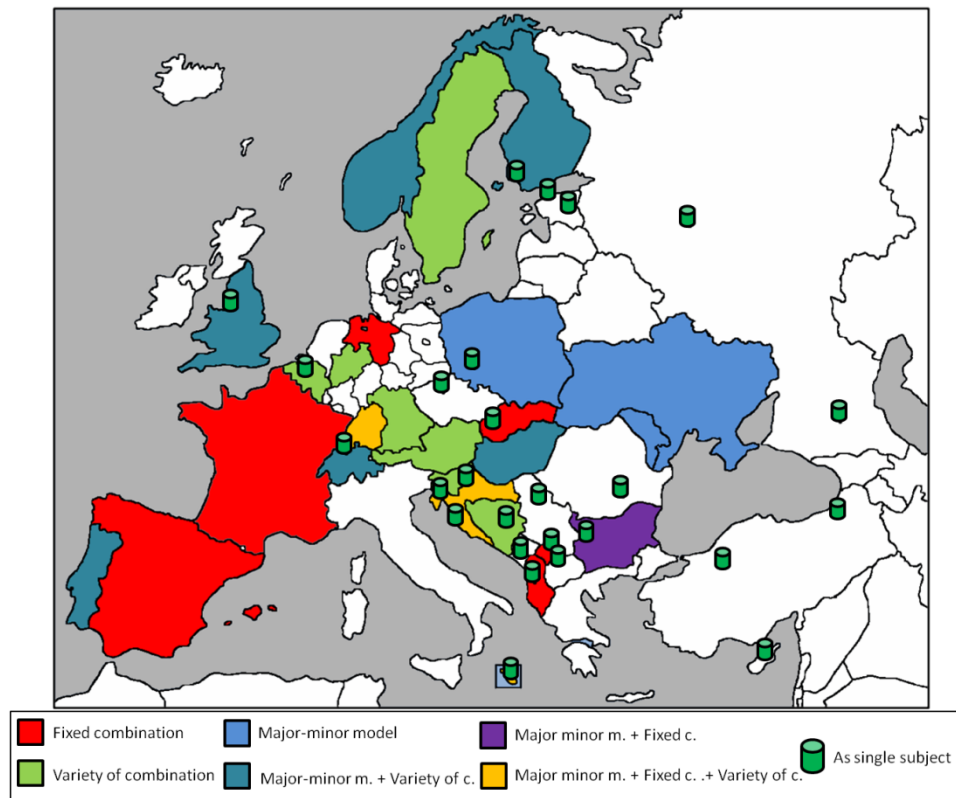 Fixed combination
Major-minor model
Major minor m. + Fixed c.
As single subject
Variety of combination
Major-minor m. + Variety of c.
Major minor m. + Fixed c. .+ Variety of c.